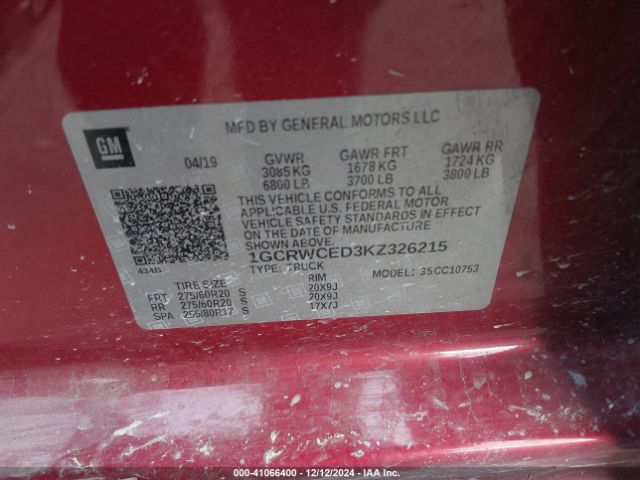 GM
MFD BY GENERAL MOTORS LLC
04/19
GVWR GAWR FRT GAWR RR
3085 KG 1678 KG 1724 KG
6800 LB 3700 LB 3800 LB
THIS VEHICLE CONFORMS TO ALL
APPLICABLE U.S. FEDERAL MOTOR
VEHICLE SAFETY STANDARDS IN EFFECT
ON THE DATE OF MANUFACTURE
SHOWN ABOVE.
1GCRWCED3KZ326215
TYPE: TRUCK MODEL: 35CC10753
434B
TIRE SIZE RIM
FRT 275/60R20 S 20X9J
RR 275/60R20 S 20X9J
SPA 255/80R17 S 17X7J
000-41066400 - 12/12/2024 - IAA Inc.